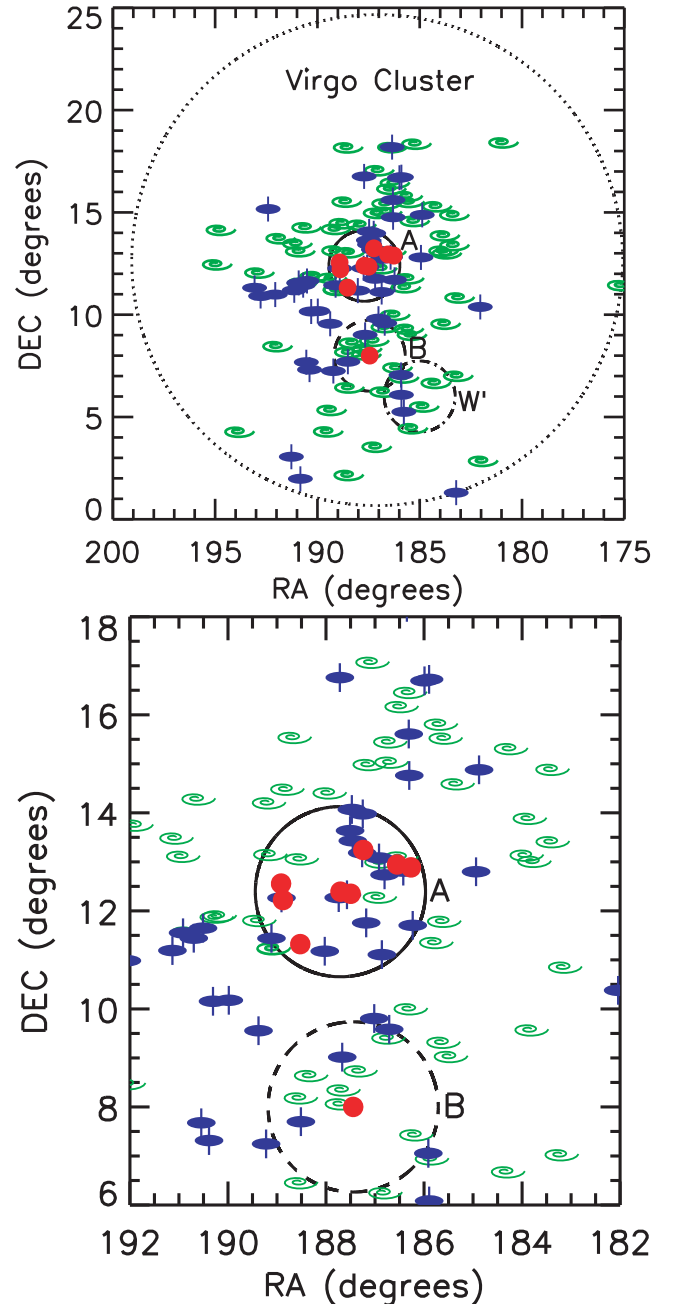 25
Virgo Cluster
20
15
A
10
B
W'
5
0
DEC (degrees)
200 195 190 185 180 175
RA (degrees)
18
16
14
12
A
10
8
B
6
DEC (degrees)
192 190 188 186 184 182
RA (degrees)